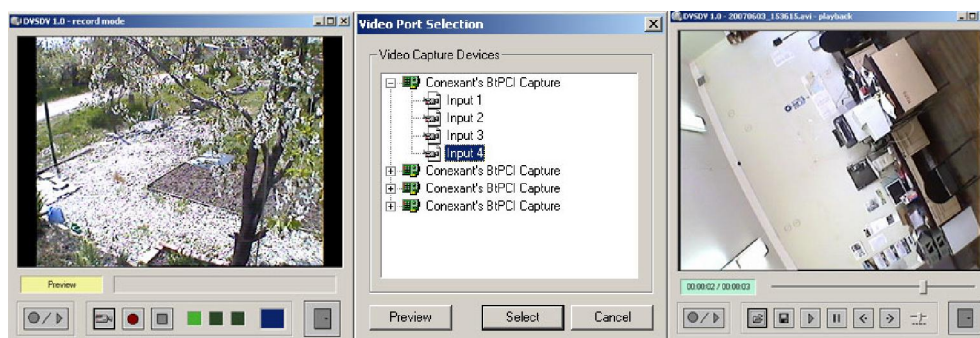 DVSDV 1.0 - record mode
Preview
Video Port Selection
Video Capture Devices
Conexant's BtPCI Capture
Input 1
Input 2
Input 3
Input 4
Conexant's BtPCI Capture
Conexant's BtPCI Capture
Conexant's BtPCI Capture
Preview
Select
Cancel
DVSDV 1.0 - 20070603_153615.avi - playback
00:00:02 / 00:00:03